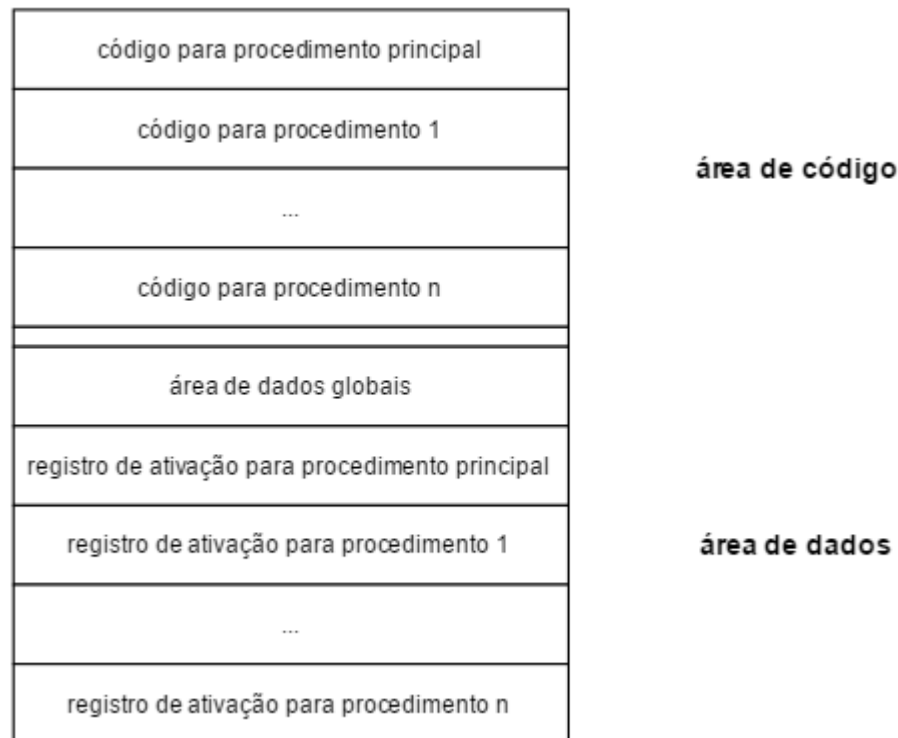 código para procedimento principal
código para procedimento 1
área de código
...
código para procedimento n
área de dados globais
registro de ativação para procedimento principal
registro de ativação para procedimento 1
área de dados
...
registro de ativação para procedimento n